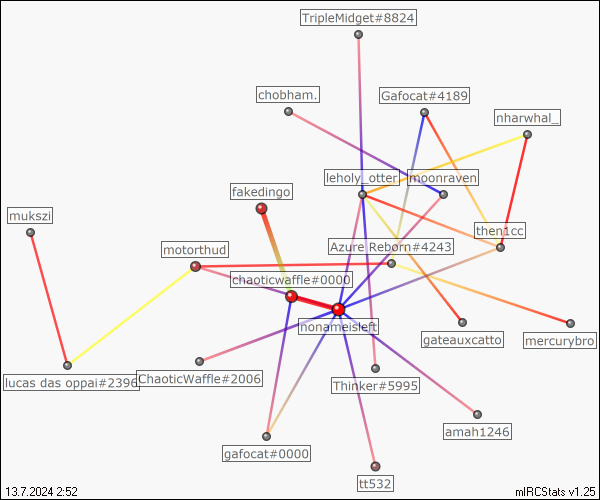 TripleMidget#8824
chobham.
Gafocat#4189
nharwhal_
leholy_otter
moonraven
fakedingo
mukszi
then1cc
motorthud
Azure Reborn#4243
chaoticwaffle#0000
nonameisleft
gateauxcatto
mercurybro
lucas das oppai#2396
ChaoticWaffle#2006
Thinker#5995
amah1246
gafocat#0000
tt532
13.7.2024 2:52
mIRCStats v1.25